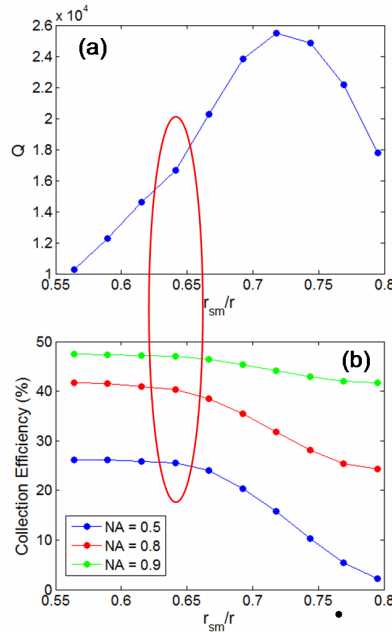 x 10⁴
(a)
2.6
2.4
2.2
2
1.8
1.6
1.4
1.2
1
Q
0.55 0.6 0.65 0.7 0.75 0.8
r_sm/r
(b)
50
40
30
20
10
0
Collection Efficiency (%)
NA = 0.5
NA = 0.8
NA = 0.9
0.55 0.6 0.65 0.7 0.75 0.8
r_sm/r